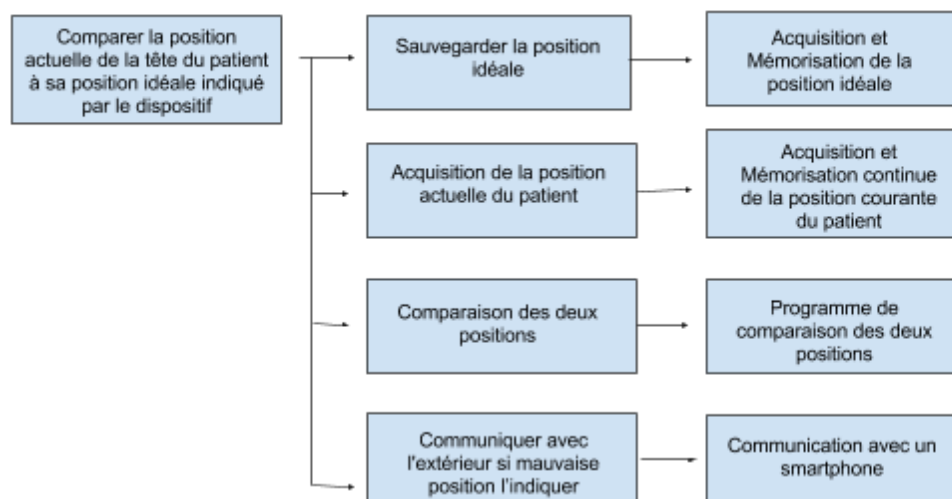 Comparer la position
actuelle de la tête du patient
à sa position idéale indiqué
par le dispositif
Sauvegarder la position
idéale
Acquisition et
Mémorisation de la
position idéale
Acquisition de la position
actuelle du patient
Acquisition et
Mémorisation continue
de la position courante
du patient
Comparaison des deux
positions
Programme de
comparaison des deux
positions
Communiquer avec
l'extérieur si mauvaise
position l'indiquer
Communication avec un
smartphone